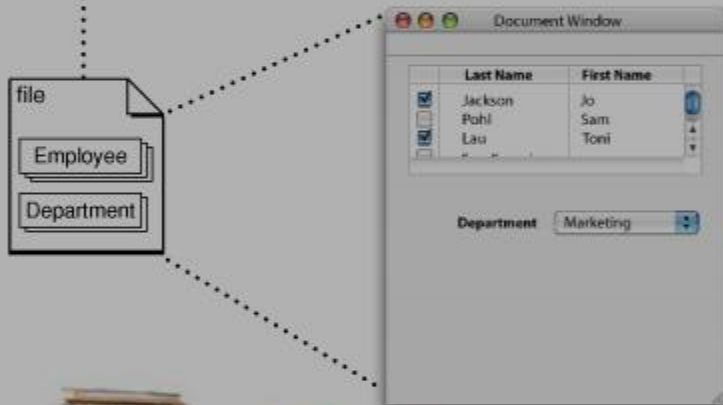 file
Employee
Department
Document Window
Last Name First Name
Jackson Jo
Pohl Sam
Lau Toni
Department Marketing